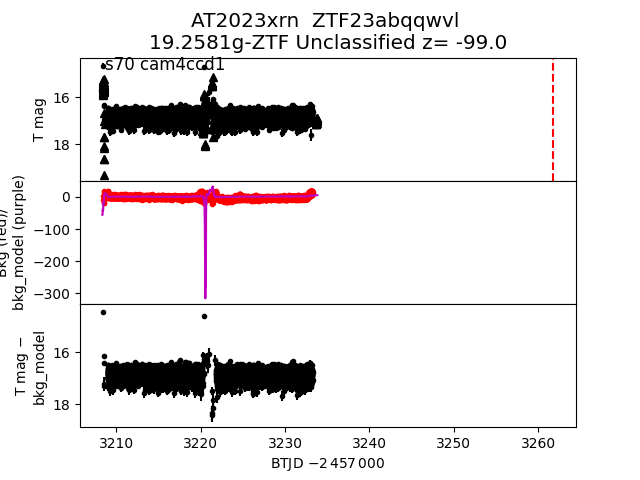 AT2023xrn  ZTF23abqqwvl
19.2581g-ZTF Unclassified z= -99.0
s70 cam4ccd1
T mag
16
18
Bkg (red)/
bkg_model (purple)
0
−100
−200
−300
T mag −
bkg_model
16
18
3210 3220 3230 3240 3250 3260
BTJD −2 457 000